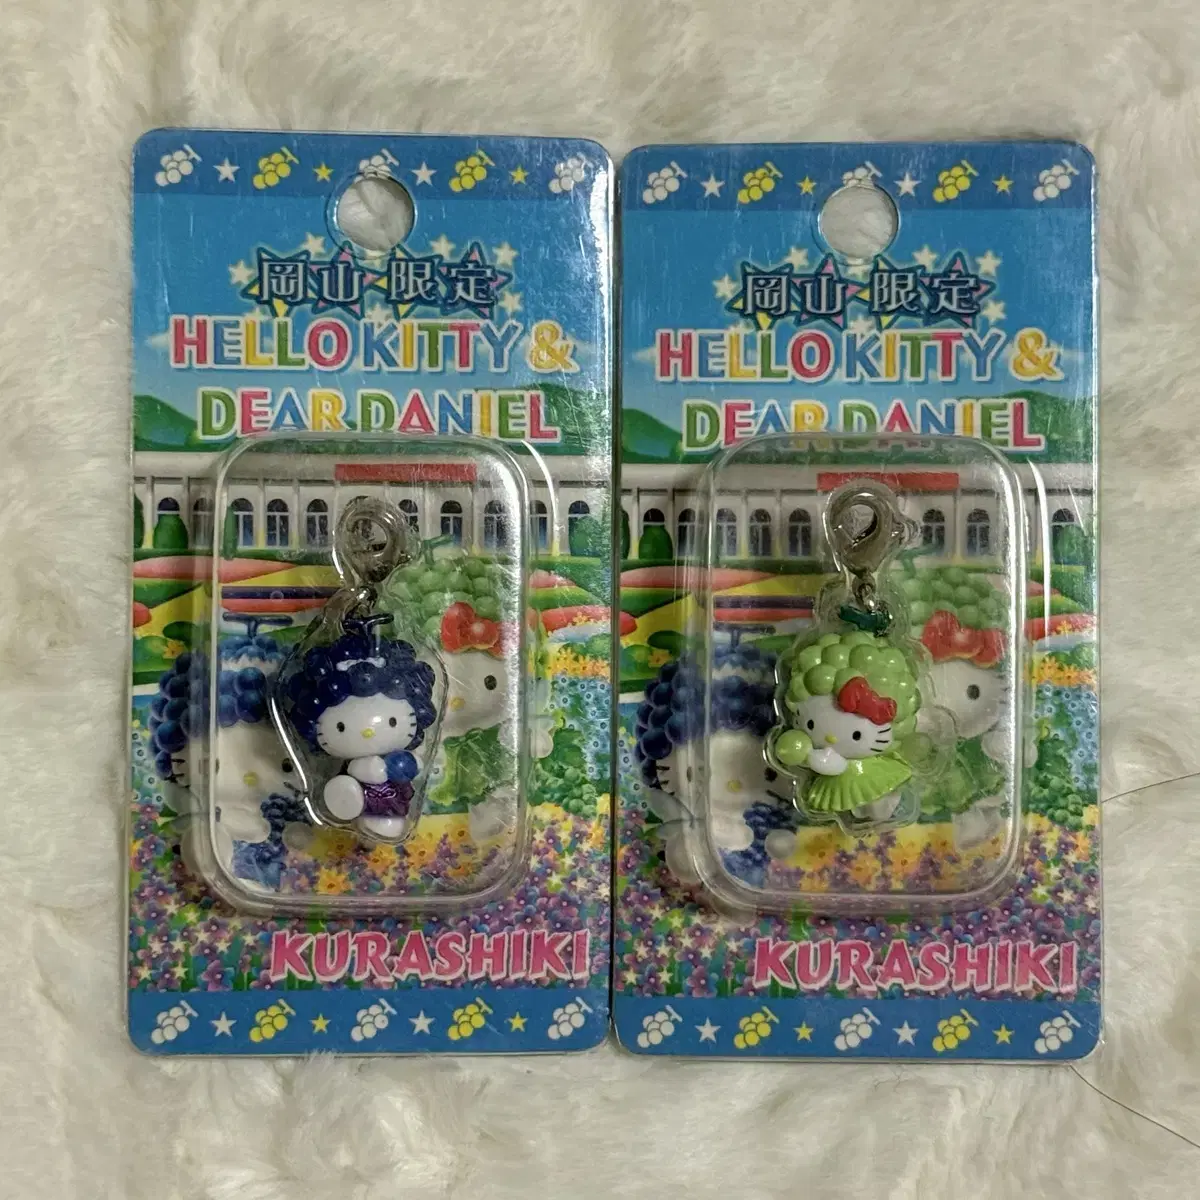 岡山 限定
HELLO KITTY &
DEAR DANIEL
KURASHIKI
岡山 限定
HELLO KITTY &
DEAR DANIEL
KURASHIKI